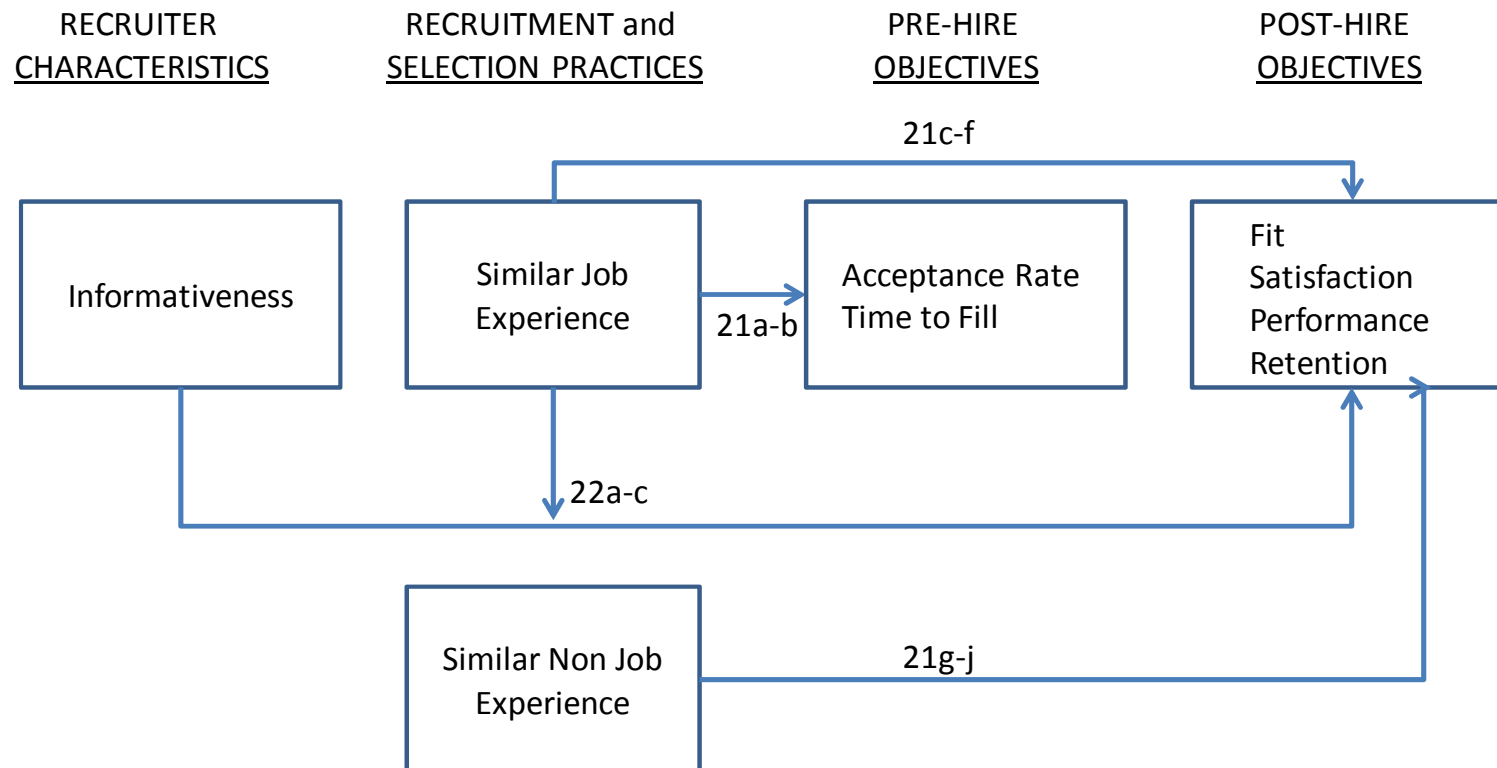 RECRUITER
CHARACTERISTICS
RECRUITMENT and
SELECTION PRACTICES
PRE-HIRE
OBJECTIVES
POST-HIRE
OBJECTIVES
21c-f
Informativeness
Similar Job
Experience
21a-b
Acceptance Rate
Time to Fill
Fit
Satisfaction
Performance
Retention
22a-c
Similar Non Job
Experience
21g-j